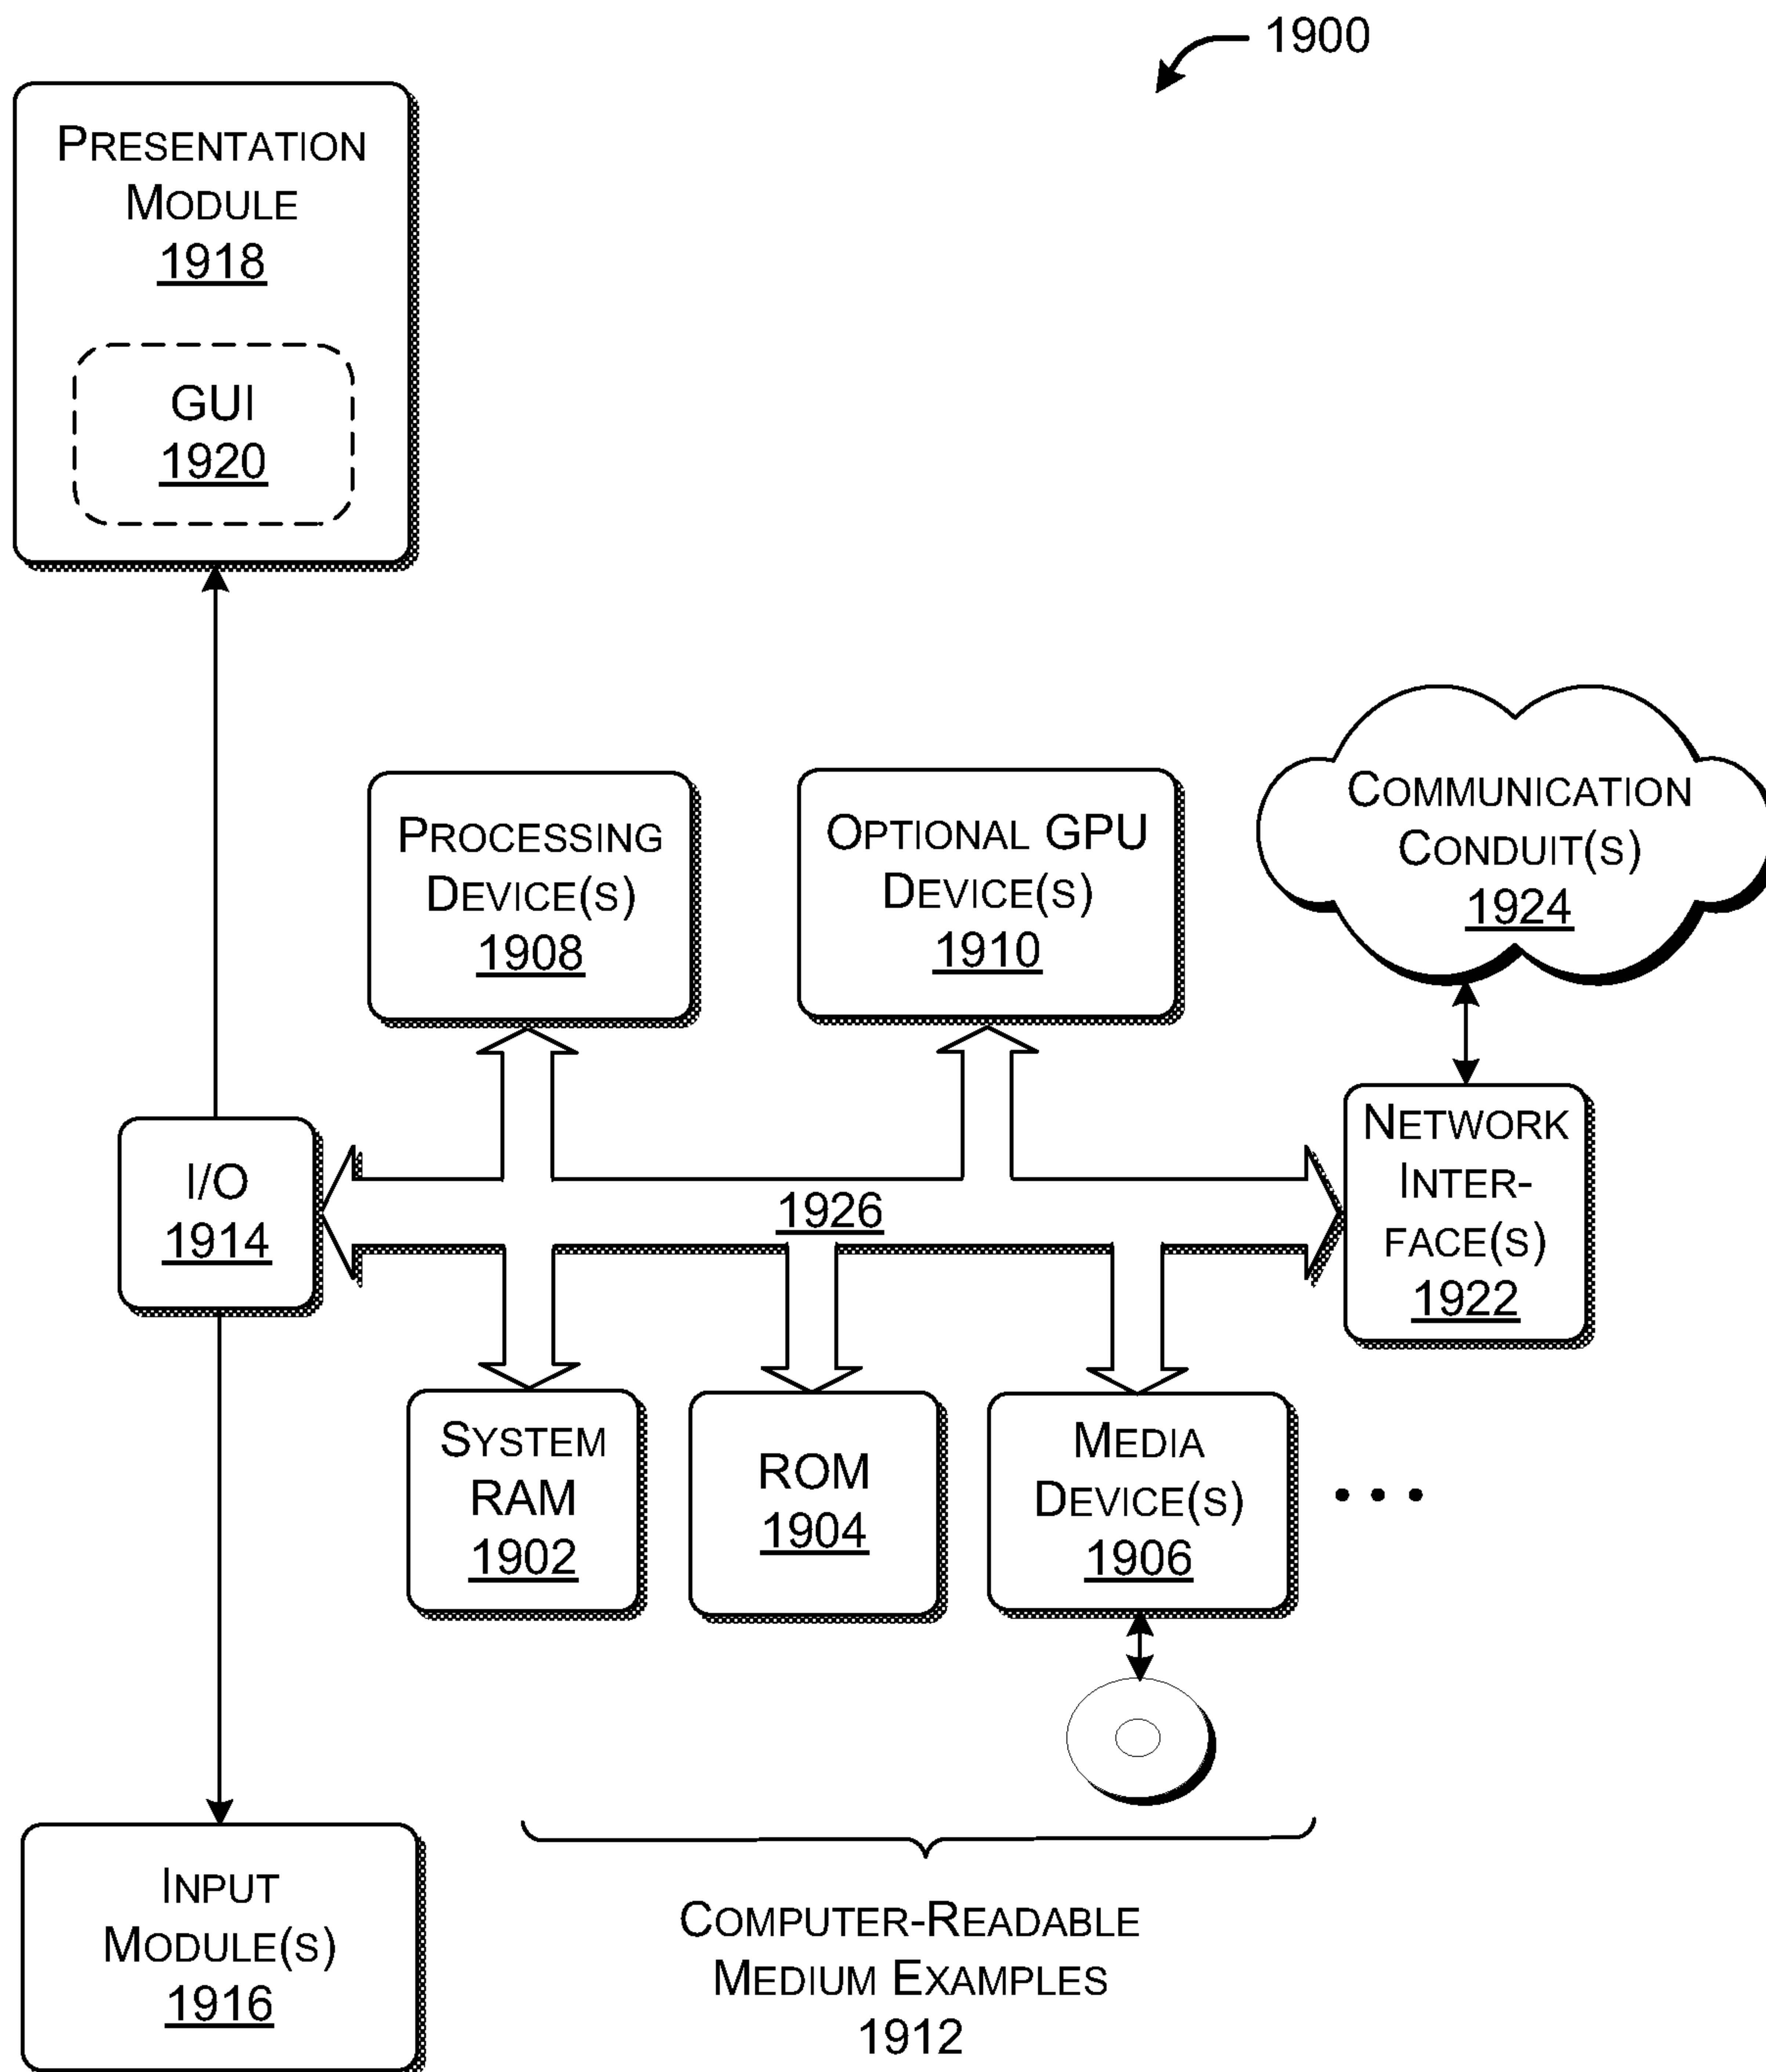 1900
PRESENTATION
MODULE
1918
GUI
1920
COMMUNICATION
CONDUIT(S)
1924
PROCESSING
DEVICE(S)
1908
OPTIONAL GPU
DEVICE(S)
1910
NETWORK
INTER-
FACE(S)
1922
I/O
1914
1926
SYSTEM
RAM
1902
ROM
1904
MEDIA
DEVICE(S)
1906
• • •
INPUT
MODULE(S)
1916
COMPUTER-READABLE
MEDIUM EXAMPLES
1912